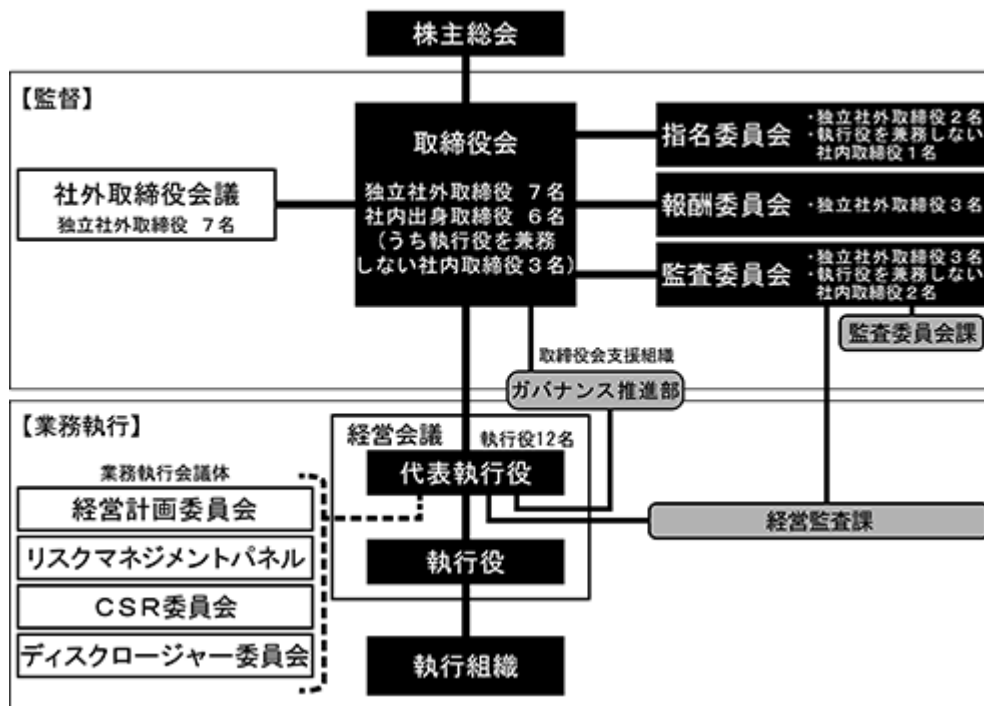 株主総会
【監督】
取締役会
独立社外取締役 7名
社内出身取締役 6名
(うち執行役を兼務
しない社内取締役3名)
社外取締役会議
独立社外取締役 7名
指名委員会
・独立社外取締役2名
・執行役を兼務しない
社内取締役1名
報酬委員会
・独立社外取締役3名
監査委員会
・独立社外取締役3名
・執行役を兼務しない
社内取締役2名
監査委員会課
取締役会支援組織
ガバナンス推進部
【業務執行】
経営会議
執行役12名
代表執行役
業務執行会議体
経営計画委員会
リスクマネジメントパネル
CSR委員会
ディスクロージャー委員会
経営監査課
執行役
執行組織